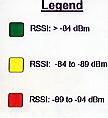 Legend
RSSI: > -84 dBm
RSSI: -84 to -89 dBm
RSSI: -89 to -94 dBm